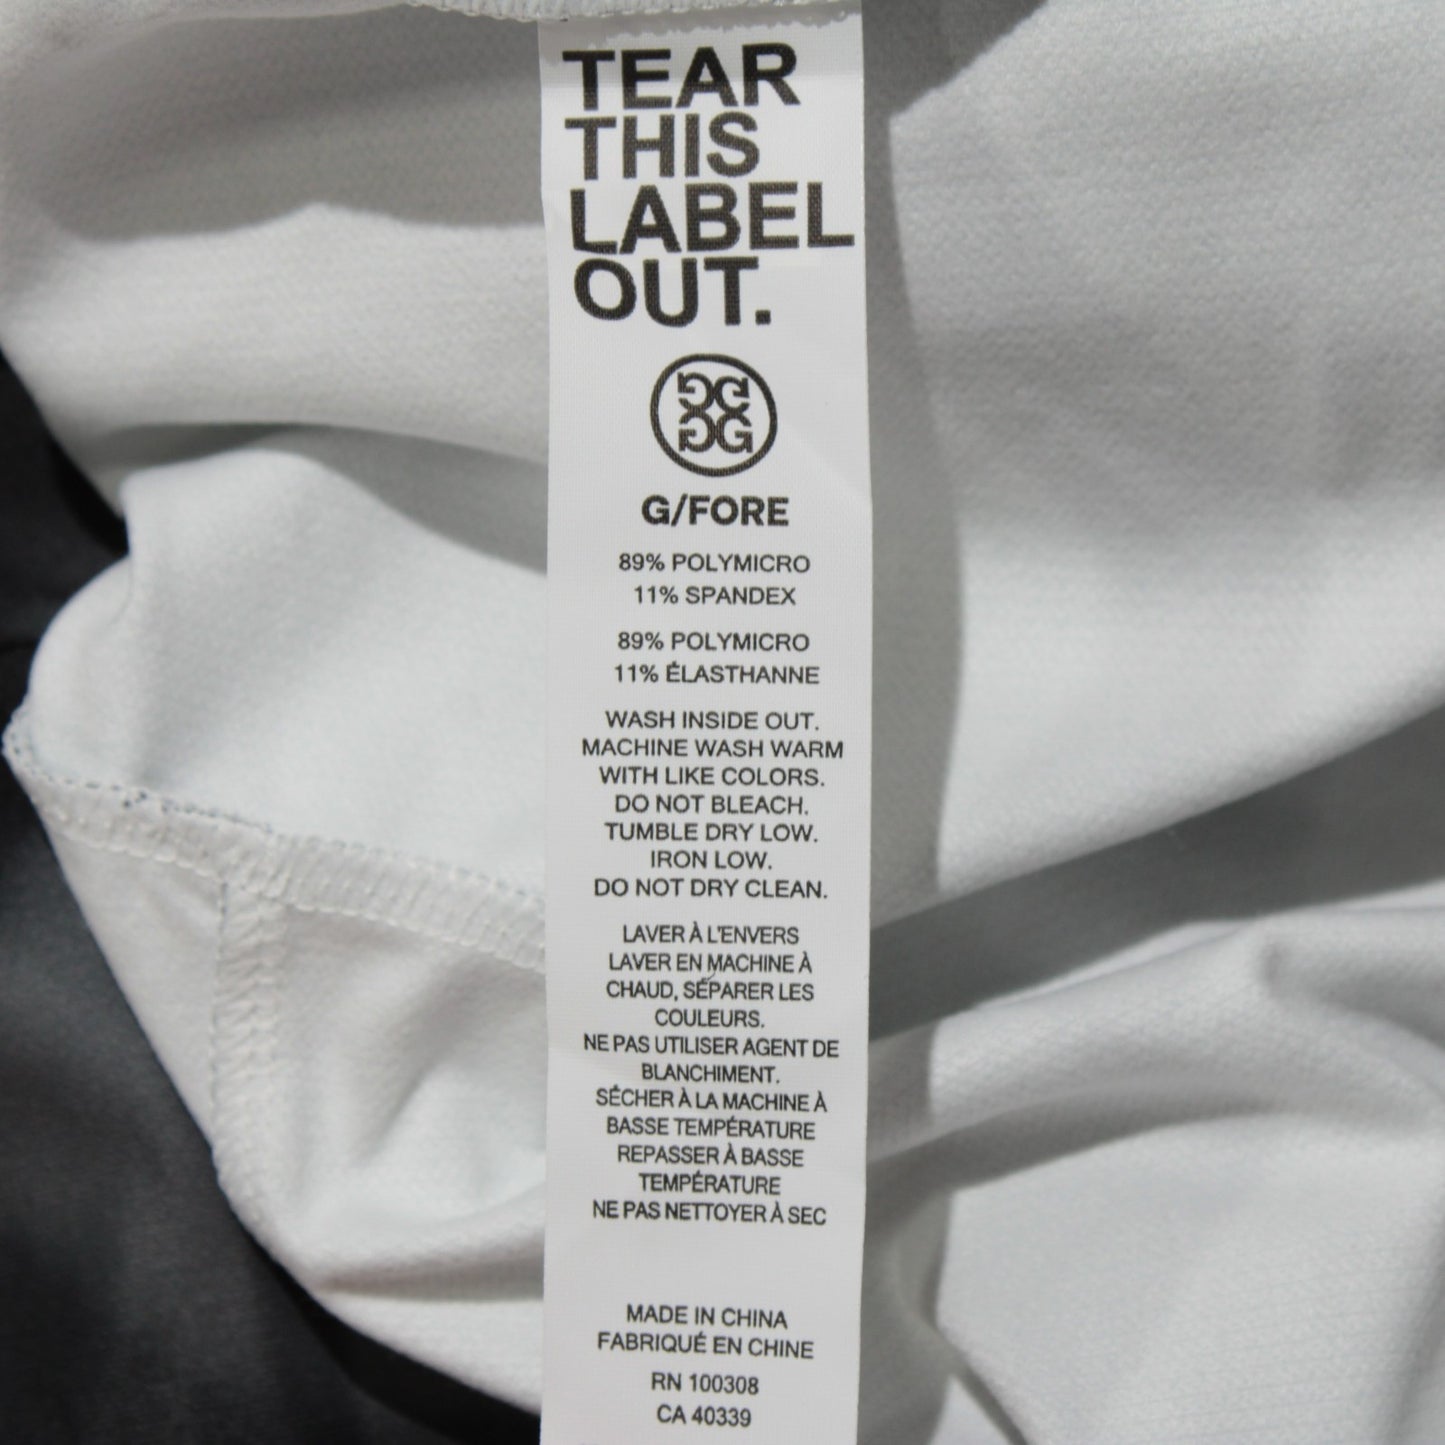 TEAR
THIS
LABEL
OUT.
G/FORE
89% POLYMICRO
11% SPANDEX
89% POLYMICRO
11% ÉLASTHANNE
WASH INSIDE OUT.
MACHINE WASH WARM
WITH LIKE COLORS.
DO NOT BLEACH.
TUMBLE DRY LOW.
IRON LOW.
DO NOT DRY CLEAN.
LAVER À L'ENVERS
LAVER EN MACHINE À
CHAUD, SÉPARER LES
COULEURS.
NE PAS UTILISER AGENT DE
BLANCHIMENT.
SÉCHER À LA MACHINE À
BASSE TEMPÉRATURE
REPASSER À BASSE
TEMPÉRATURE
NE PAS NETTOYER À SEC
MADE IN CHINA
FABRIQUÉ EN CHINE
RN 100308
CA 40339